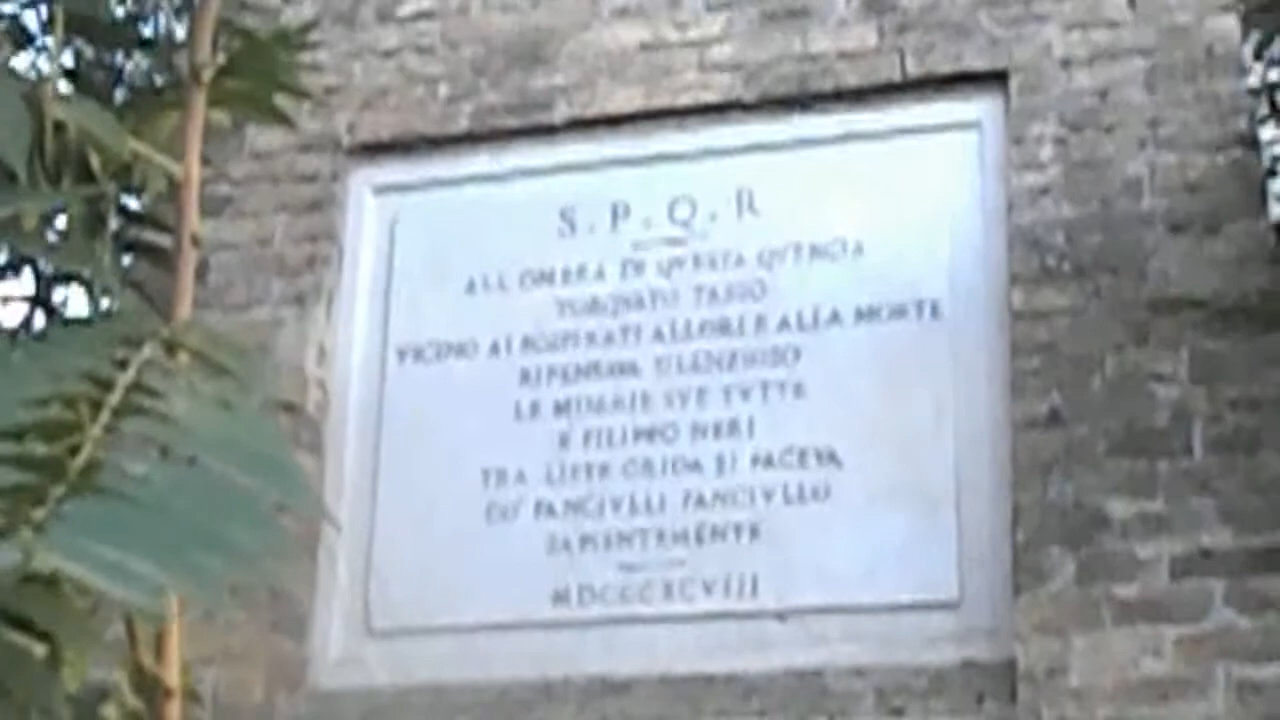 S . P . Q . R
ALL OMBRA DI QVESTA QVERCIA
TORQVATO TASSO
VICINO AI SOSPIRATI ALLORI E ALLA MORTE
RIPENSAVA SILENZIOSO
LE MISERIE SVE TVTTE
E FILIPPO NERI
TRA LIETE GRIDA SI FACEVA
CO' FANCIVLLI FANCIVLLO
SAPIENTEMENTE
MDCCCXCVIII